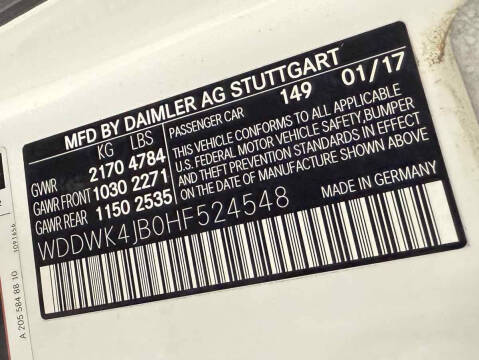 MFD BY DAIMLER AG STUTTGART
KG LBS
GVWR 2170 4784
GAWR FRONT 1030 2271
GAWR REAR 1150 2535
PASSENGER CAR 149 01/17
THIS VEHICLE CONFORMS TO ALL APPLICABLE
U.S. FEDERAL MOTOR VEHICLE SAFETY,BUMPER
AND THEFT PREVENTION STANDARDS IN EFFECT
ON THE DATE OF MANUFACTURE SHOWN ABOVE
WDDWK4JB0HF524548
MADE IN GERMANY
A 205 584 88 10